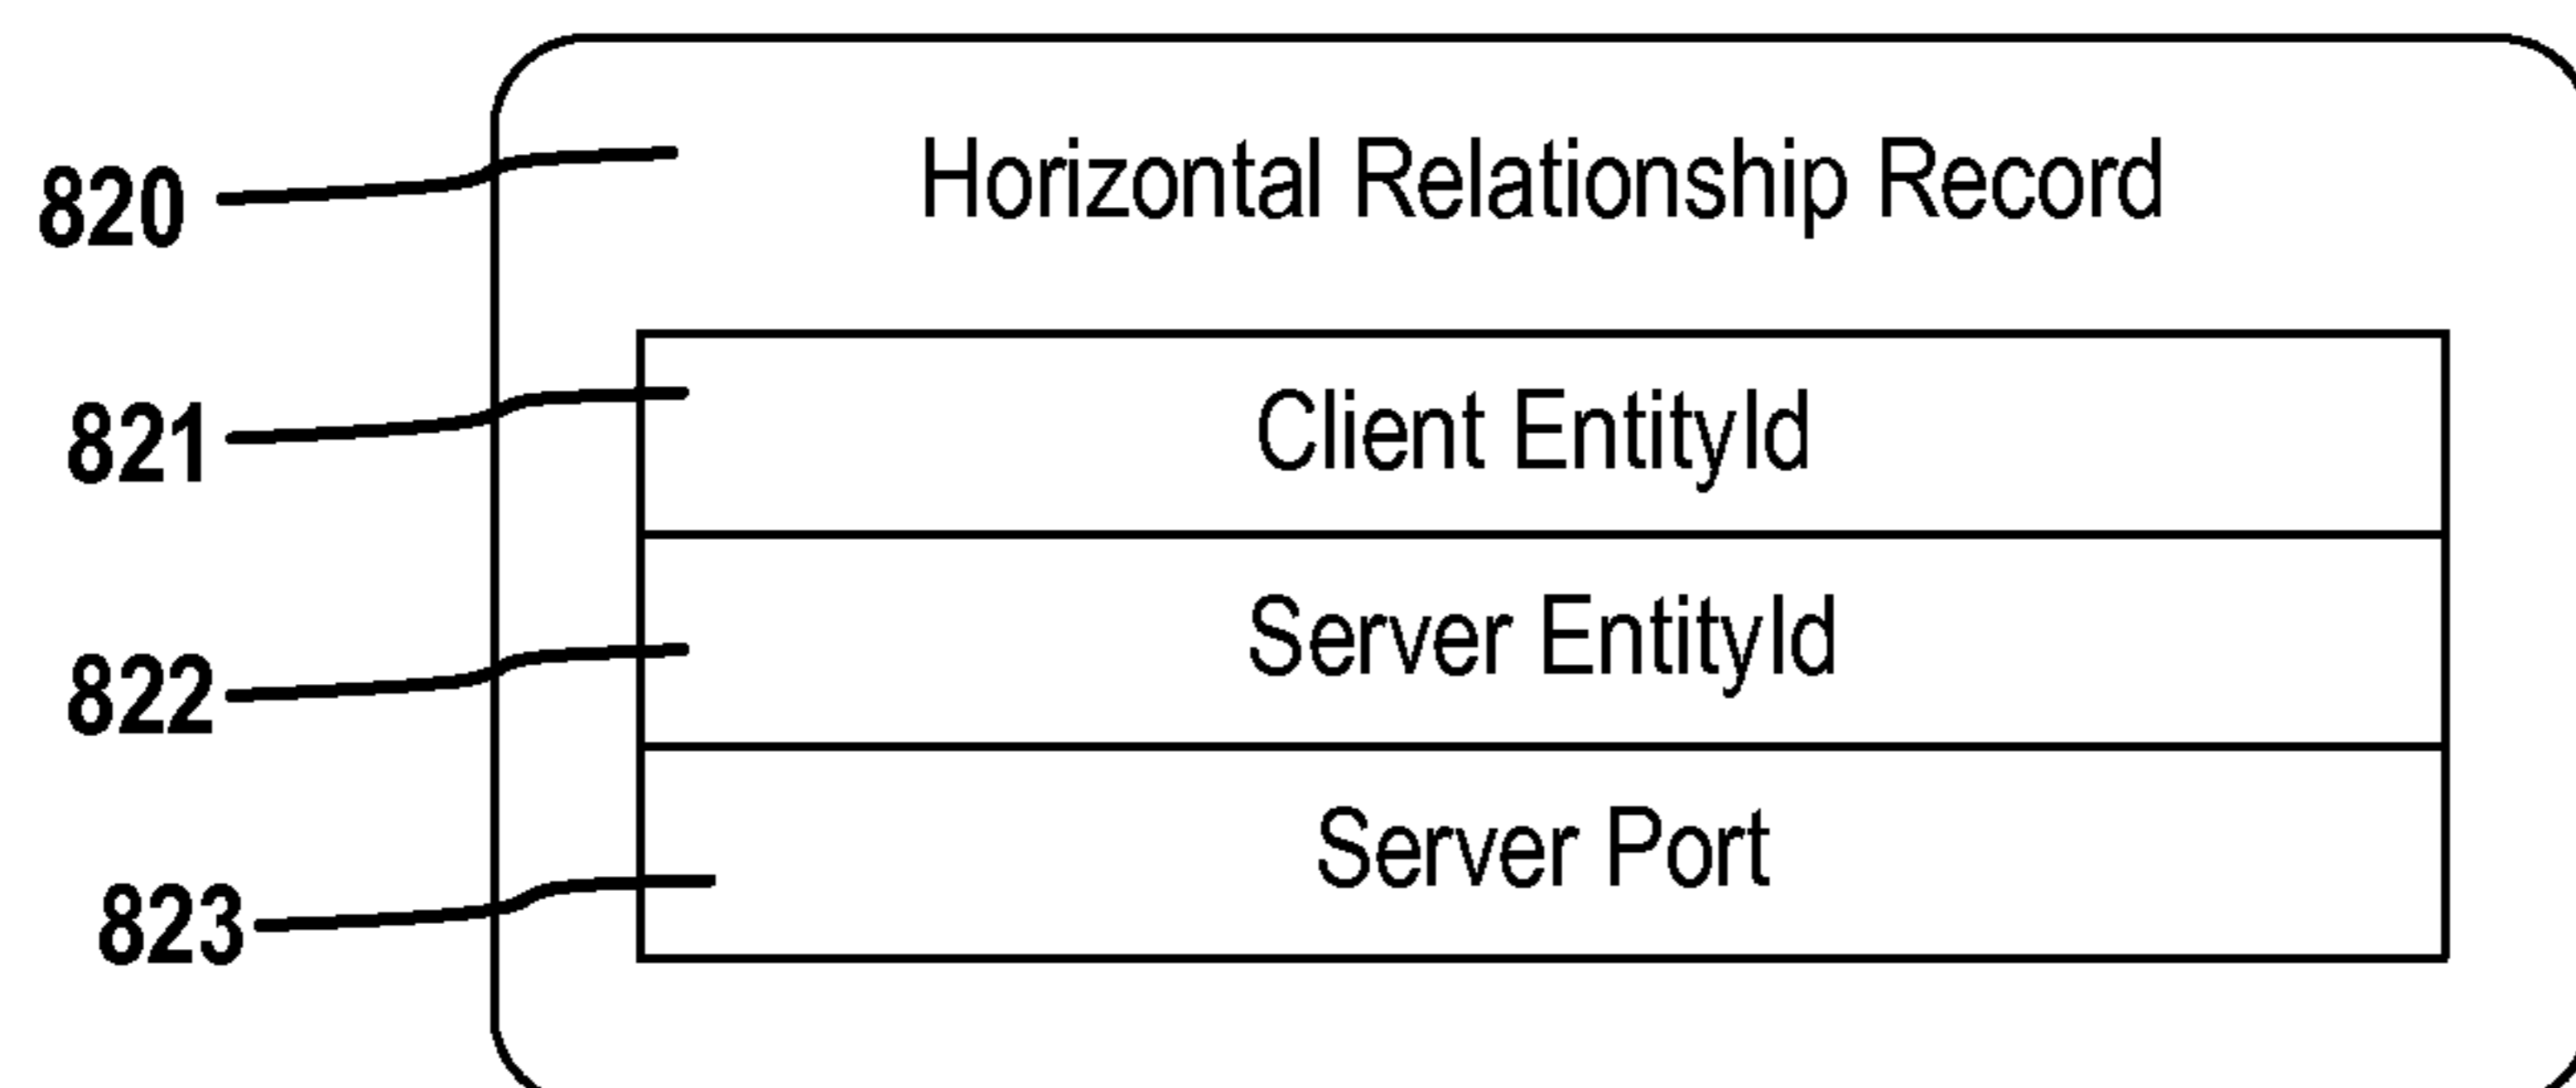 820 Horizontal Relationship Record
821 Client EntityId
822 Server EntityId
823 Server Port